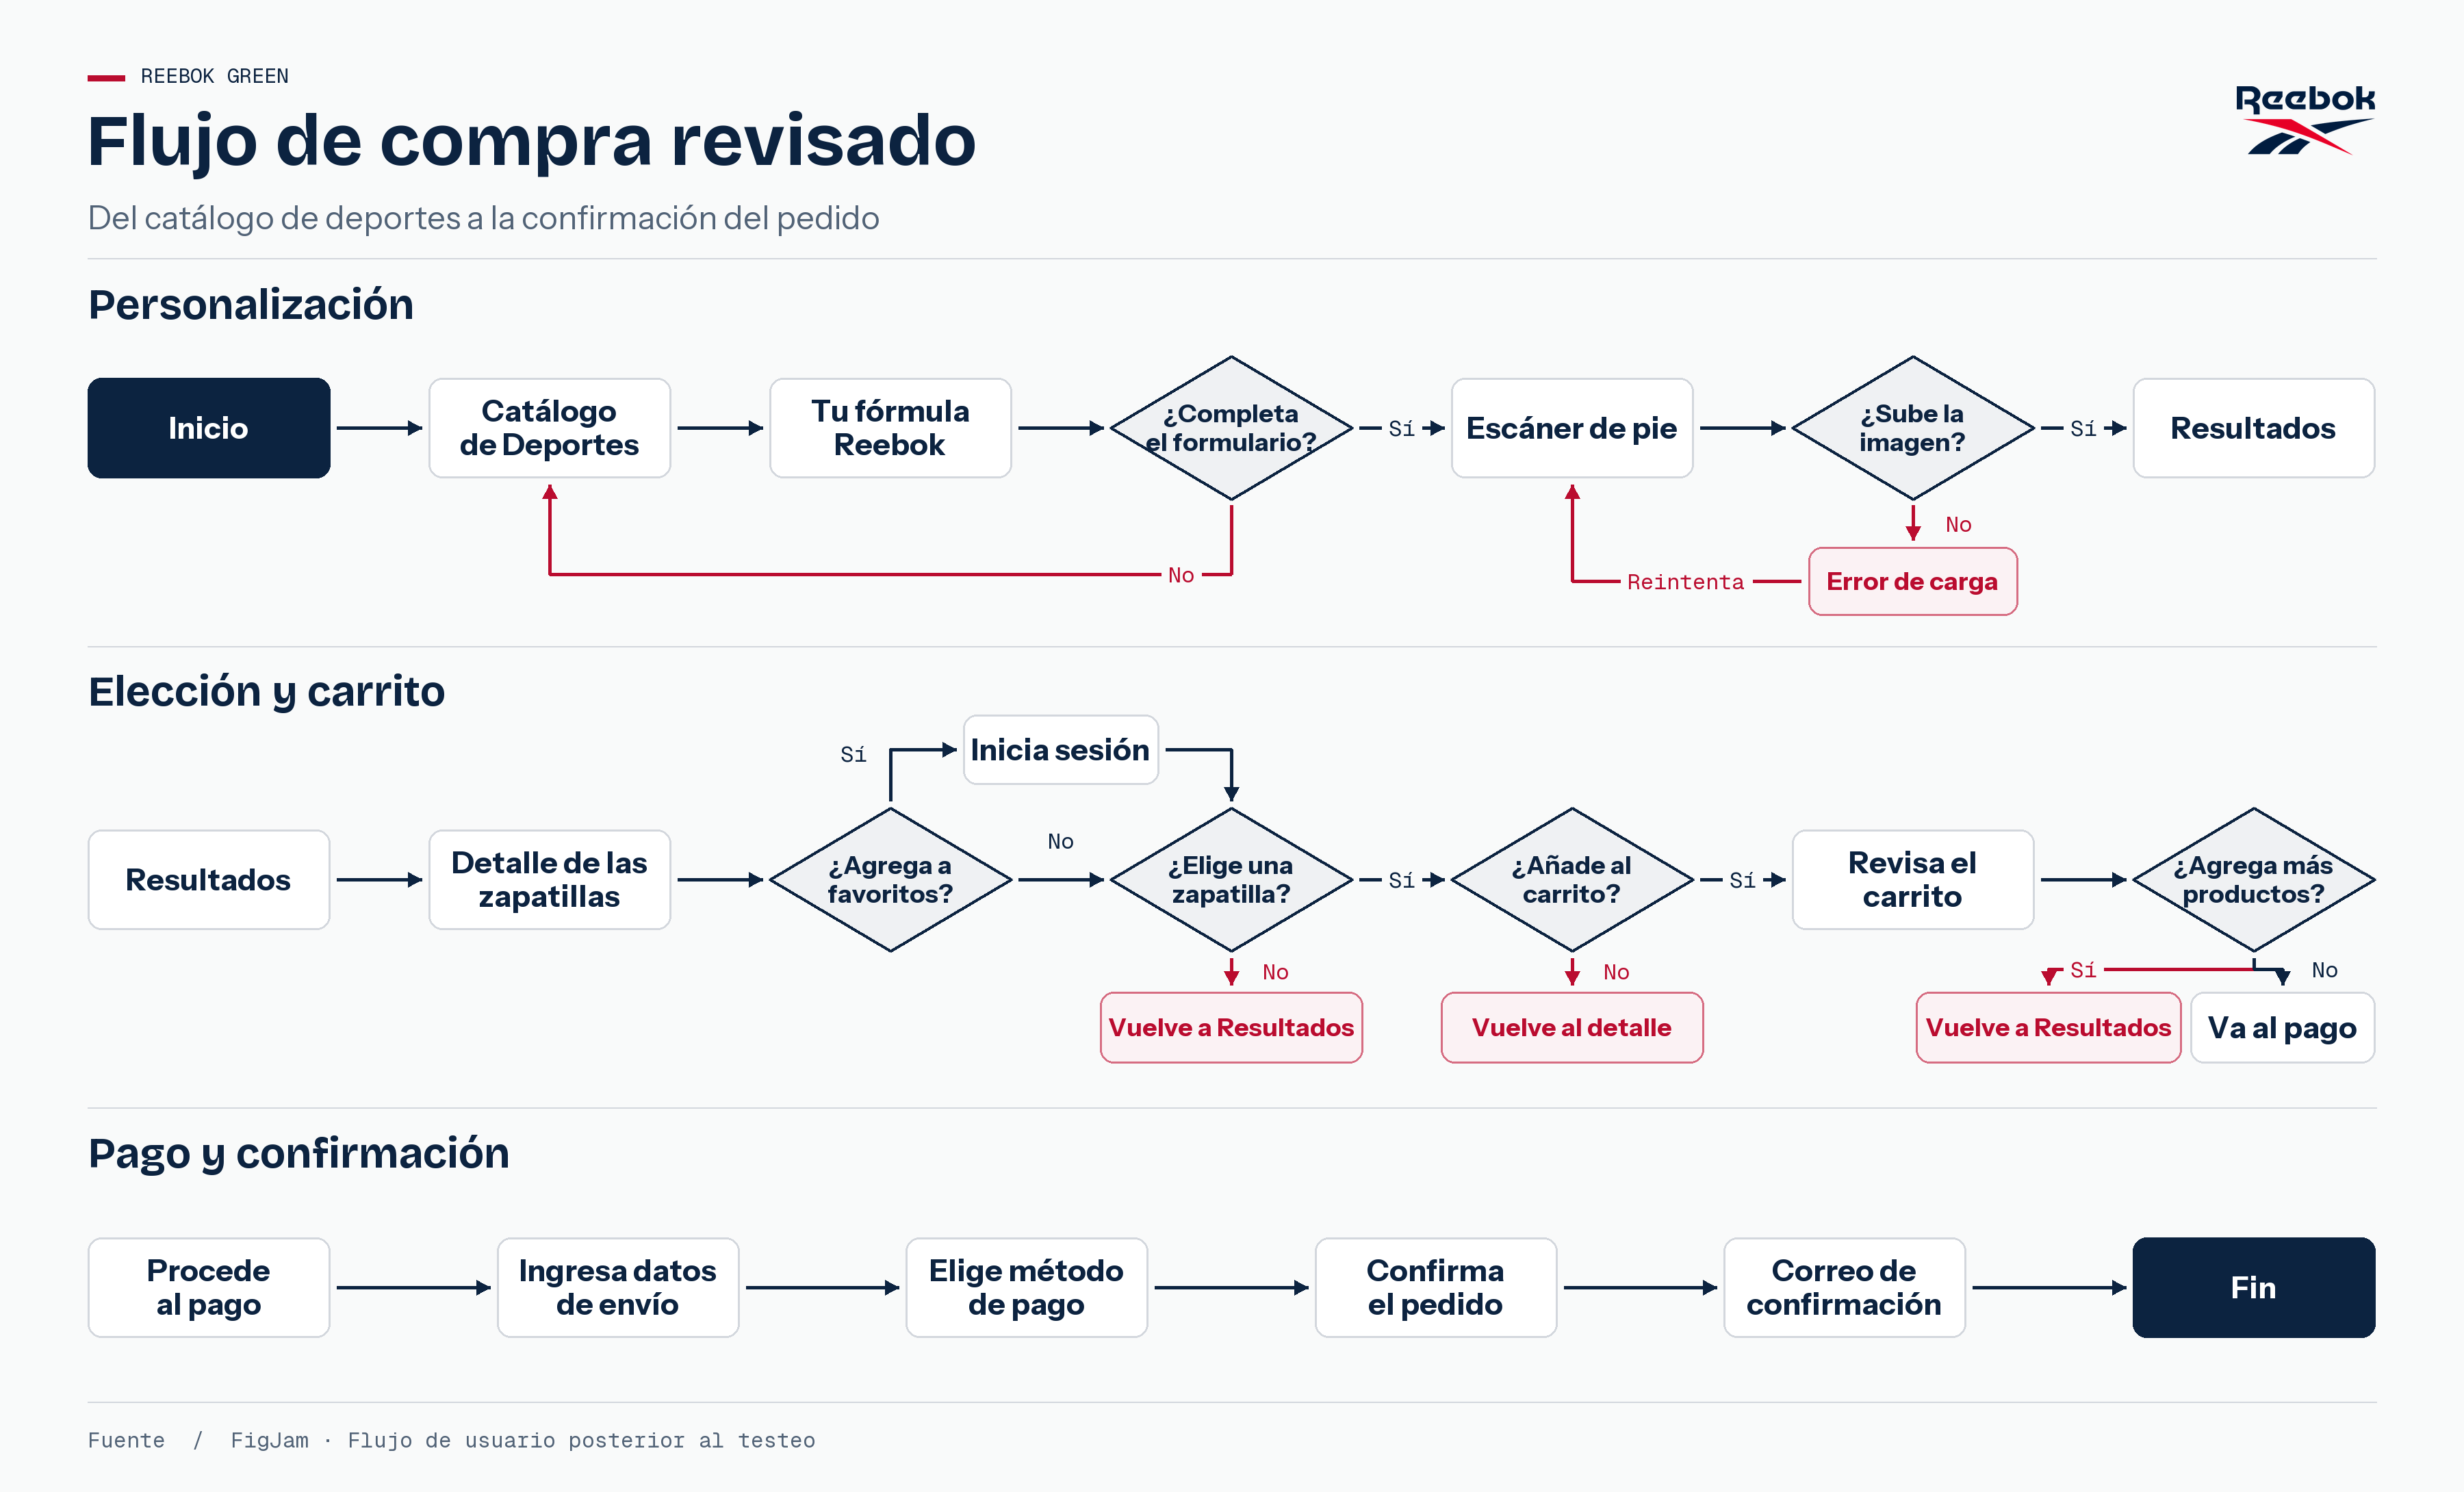 REEBOK GREEN
Reebok
Flujo de compra revisado
Del catálogo de deportes a la confirmación del pedido
Personalización
Inicio
Catálogo
de Deportes
Tu fórmula
Reebok
¿Completa
el formulario?
Sí
Escáner de pie
¿Sube la
imagen?
Sí
Resultados
No
No
Reintenta
Error de carga
Elección y carrito
Sí
Inicia sesión
Resultados
Detalle de las
zapatillas
¿Agrega a
favoritos?
No
¿Elige una
zapatilla?
Sí
¿Añade al
carrito?
Sí
Revisa el
carrito
¿Agrega más
productos?
No
No
Sí
No
Vuelve a Resultados
Vuelve al detalle
Vuelve a Resultados
Va al pago
Pago y confirmación
Procede
al pago
Ingresa datos
de envío
Elige método
de pago
Confirma
el pedido
Correo de
confirmación
Fin
Fuente / FigJam · Flujo de usuario posterior al testeo